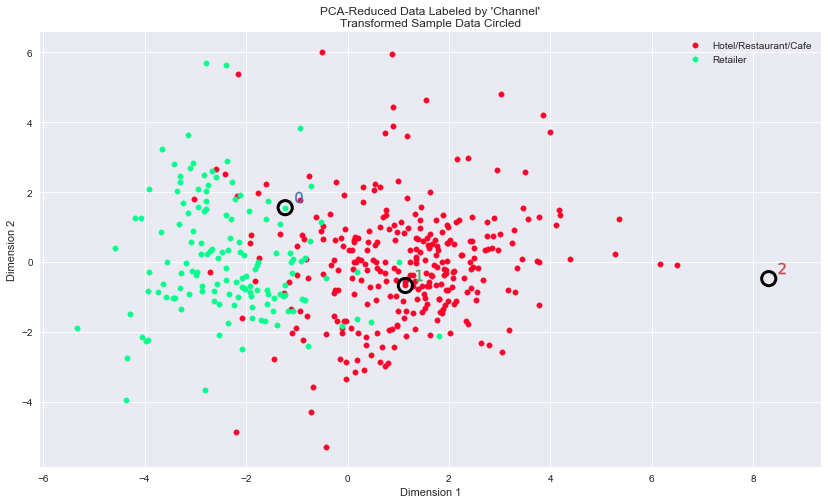 PCA-Reduced Data Labeled by 'Channel'
Transformed Sample Data Circled
Hotel/Restaurant/Cafe
Retailer
6
4
2
0
−2
−4
Dimension 2
0
1
2
−6
−4
−2
0
2
4
6
8
Dimension 1